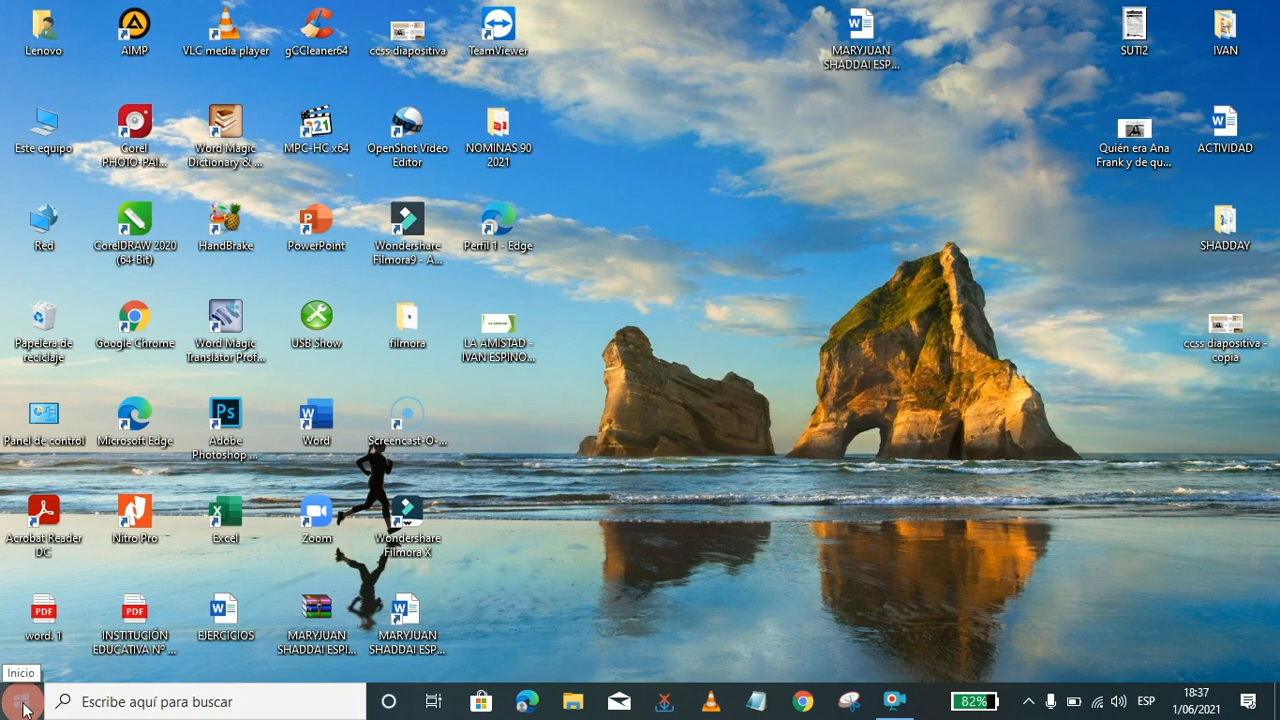 Lenovo
AIMP
VLC media player
gCCleaner64
ccss diapositiva
TeamViewer
MARYJUAN
SHADDAI ESP...
SUTI2
IVAN
Este equipo
Corel
PHOTO-PAI...
Word Magic
Dictionary & ...
MPC-HC x64
OpenShot Video
Editor
NOMINAS 90
2021
Quién era Ana
Frank y de qu...
ACTIVIDAD
Red
CorelDRAW 2020
(64-Bit)
HandBrake
PowerPoint
Wondershare
Filmora9 - A...
Perfil 1 - Edge
SHADDAY
Papelera de
reciclaje
Google Chrome
Word Magic
Translator Prof...
USB Show
filmora
LA AMISTAD -
IVAN ESPINO...
ccss diapositiva -
copia
Panel de control
Microsoft Edge
Adobe
Photoshop ...
Word
Screencast-O-...
Acrobat Reader
DC
Nitro Pro
Excel
Zoom
Wondershare
Filmora X
word. 1
INSTITUCIÓN
EDUCATIVA Nº ...
EJERCICIOS
MARYJUAN
SHADDAI ESPI...
MARYJUAN
SHADDAI ESP...
Inicio
Escribe aquí para buscar
82%
ESP
8:37
1/06/2021